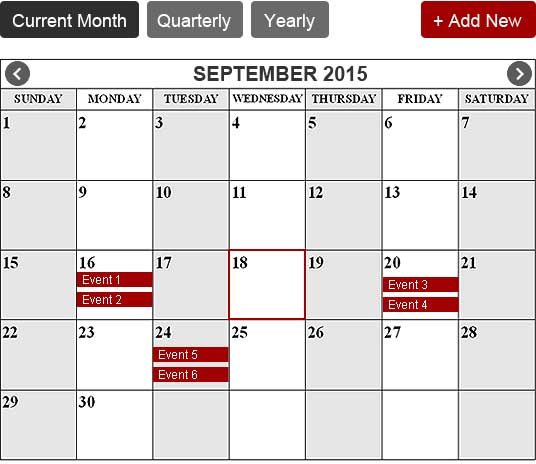 Current Month Quarterly Yearly + Add New
SEPTEMBER 2015
SUNDAY MONDAY TUESDAY WEDNESDAY THURSDAY FRIDAY SATURDAY
1 2 3 4 5 6 7
8 9 10 11 12 13 14
15 16 17 18 19 20 21
Event 1 Event 3
Event 2 Event 4
22 23 24 25 26 27 28
Event 5
Event 6
29 30